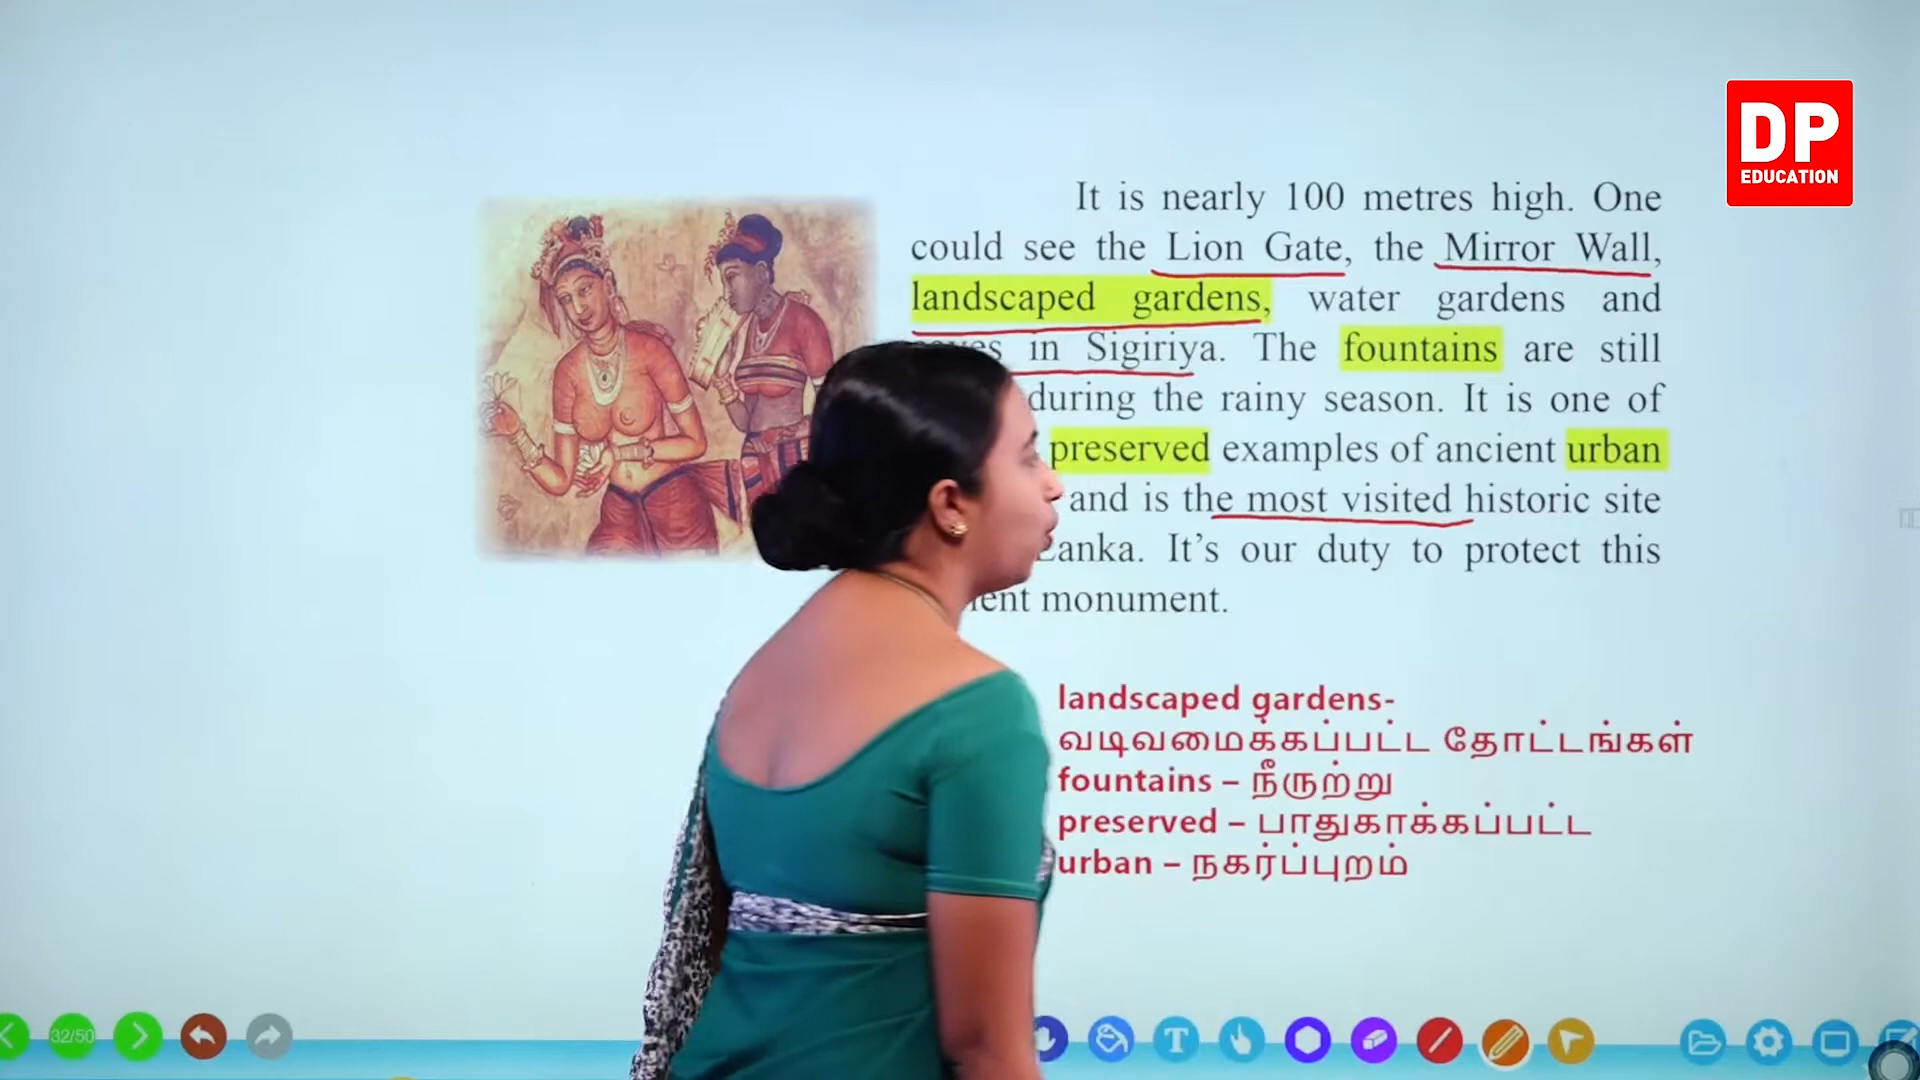 DP
EDUCATION
It is nearly 100 metres high. One
could see the Lion Gate, the Mirror Wall,
landscaped gardens, water gardens and
in Sigiriya. The fountains are still
during the rainy season. It is one of
preserved examples of ancient urban
and is the most visited historic site
Lanka. It's our duty to protect this
monument.
landscaped gardens-
வடிவமைக்கப்பட்ட தோட்டங்கள்
fountains – நீருற்று
preserved – பாதுகாக்கப்பட்ட
urban – நகர்ப்புறம்
32/50
T